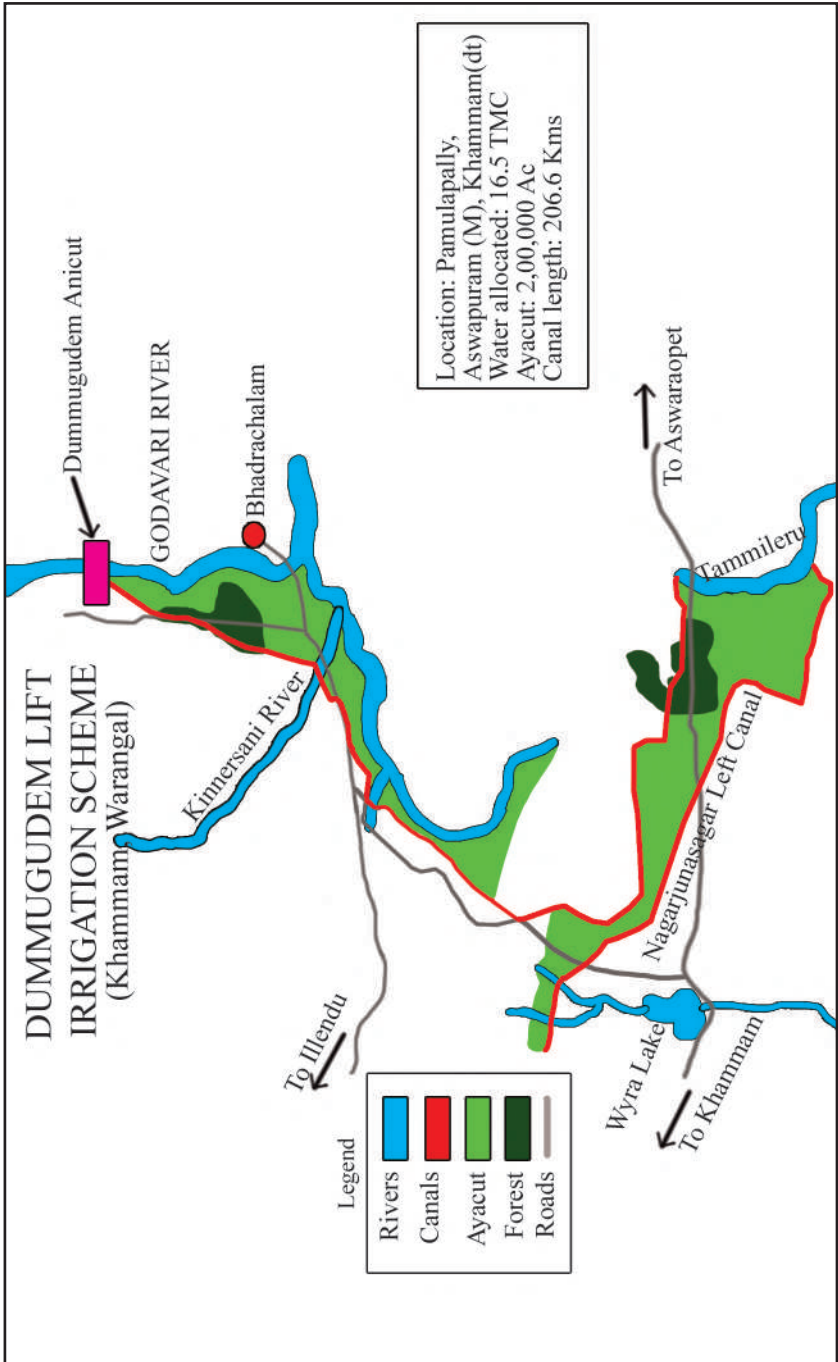 DUMMUGUDEM LIFT
IRRIGATION SCHEME
(Khammam, Warangal)
Dummugudem Anicut
GODAVARI RIVER
Bhadrachalam
Kinnersani River
To Illendu
Location: Pamulapally,
Aswapuram (M), Khammam(dt)
Water allocated: 16.5 TMC
Ayacut: 2,00,000 Ac
Canal length: 206.6 Kms
Legend
Rivers
Canals
Ayacut
Forest
Roads
To Aswaraopet
Tammileru
Nagarjunasagar Left Canal
Wyra Lake
To Khammam